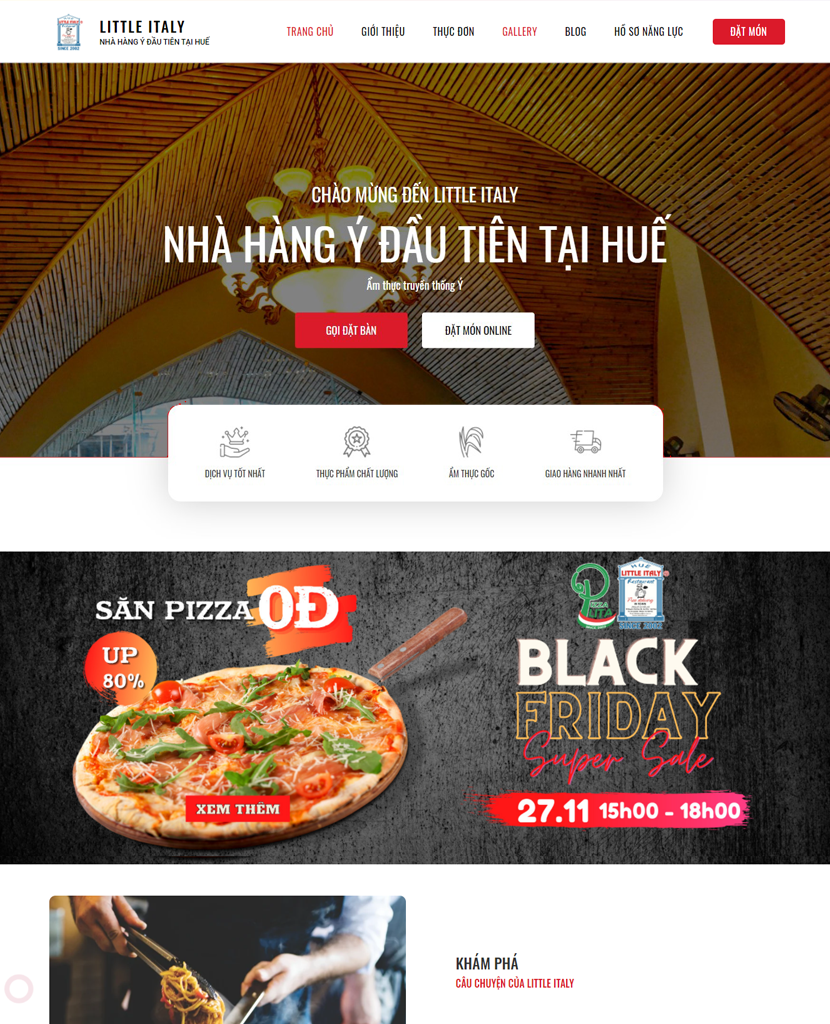 LITTLE ITALY
NHÀ HÀNG Ý ĐẦU TIÊN TẠI HUẾ
TRANG CHỦ
GIỚI THIỆU
THỰC ĐƠN
GALLERY
BLOG
HỒ SƠ NĂNG LỰC
ĐẶT MÓN
CHÀO MỪNG ĐẾN LITTLE ITALY
NHÀ HÀNG Ý ĐẦU TIÊN TẠI HUẾ
Ẩm thực truyền thống Ý
GỌI ĐẶT BÀN
ĐẶT MÓN ONLINE
DỊCH VỤ TỐT NHẤT
THỰC PHẨM CHẤT LƯỢNG
ẨM THỰC GỐC
GIAO HÀNG NHANH NHẤT
SĂN PIZZA 0Đ
UP
80%
XEM THÊM
HUẾ
LITTLE ITALY
Restaurant
SINCE 2002
BLACK
FRIDAY
Super Sale
27.11 15h00 - 18h00
KHÁM PHÁ
CÂU CHUYỆN CỦA LITTLE ITALY